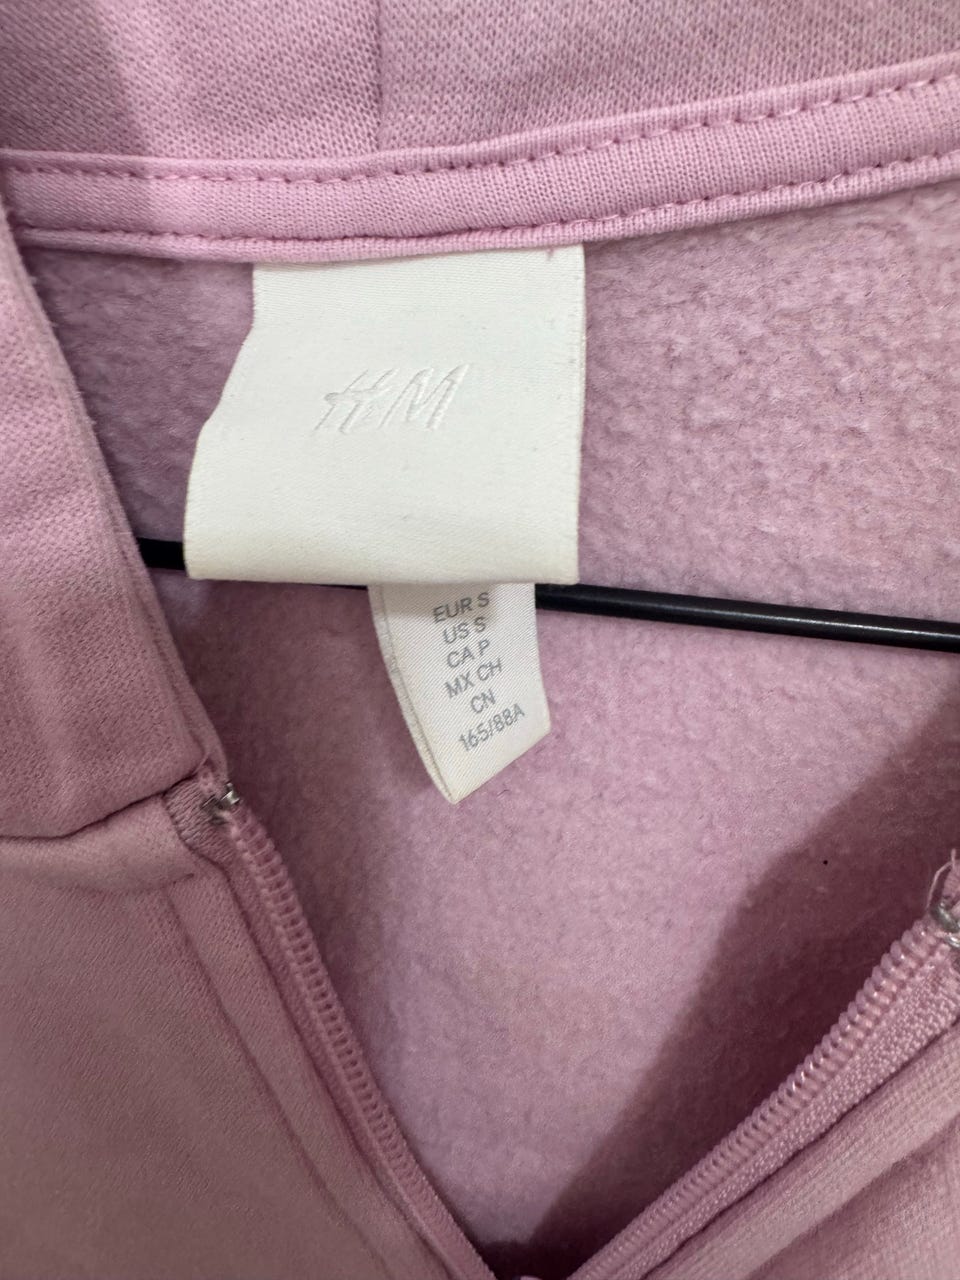 H&M
EUR S
US S
CA P
MX CH
CN
165/88A